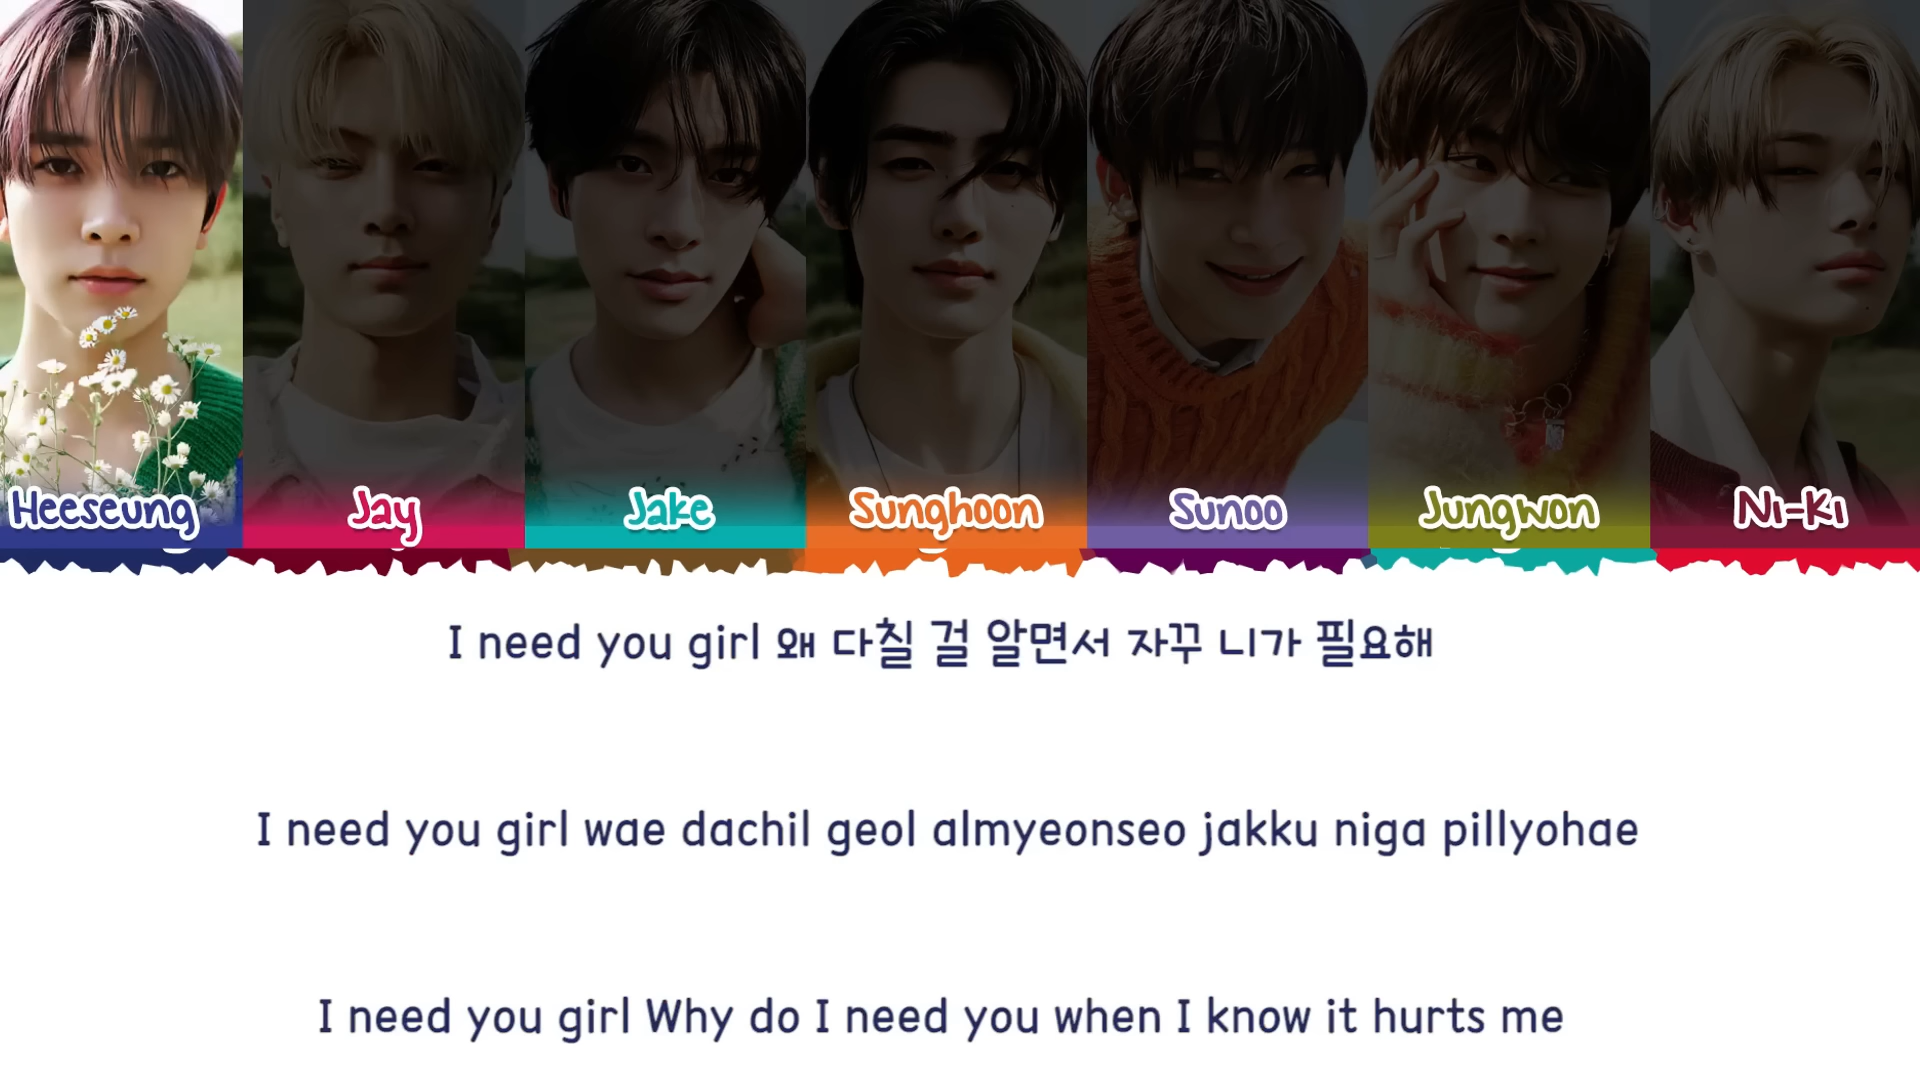 Heeseung Jay Jake Sunghoon Sunoo Jungwon Ni-Ki
I need you girl 왜 다칠 걸 알면서 자꾸 니가 필요해
I need you girl wae dachil geol almyeonseo jakku niga pillyohae
I need you girl Why do I need you when I know it hurts me